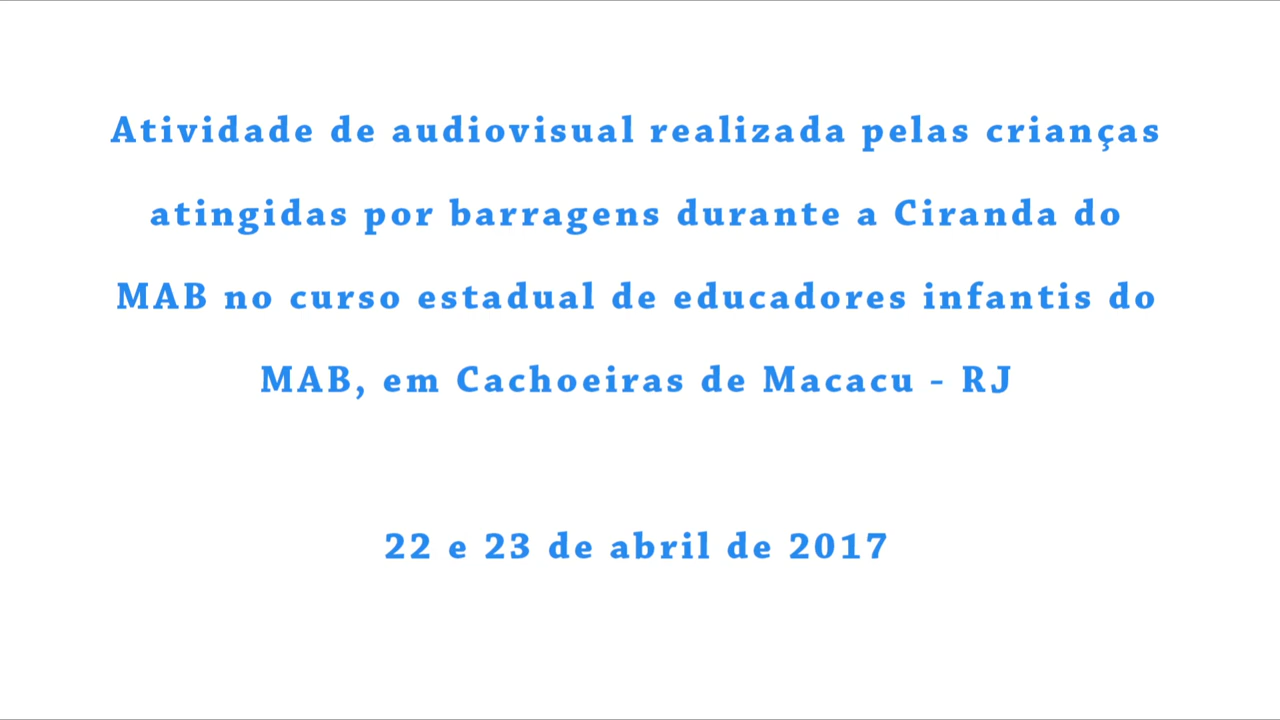 Atividade de audiovisual realizada pelas crianças
atingidas por barragens durante a Ciranda do
MAB no curso estadual de educadores infantis do
MAB, em Cachoeiras de Macacu - RJ
22 e 23 de abril de 2017